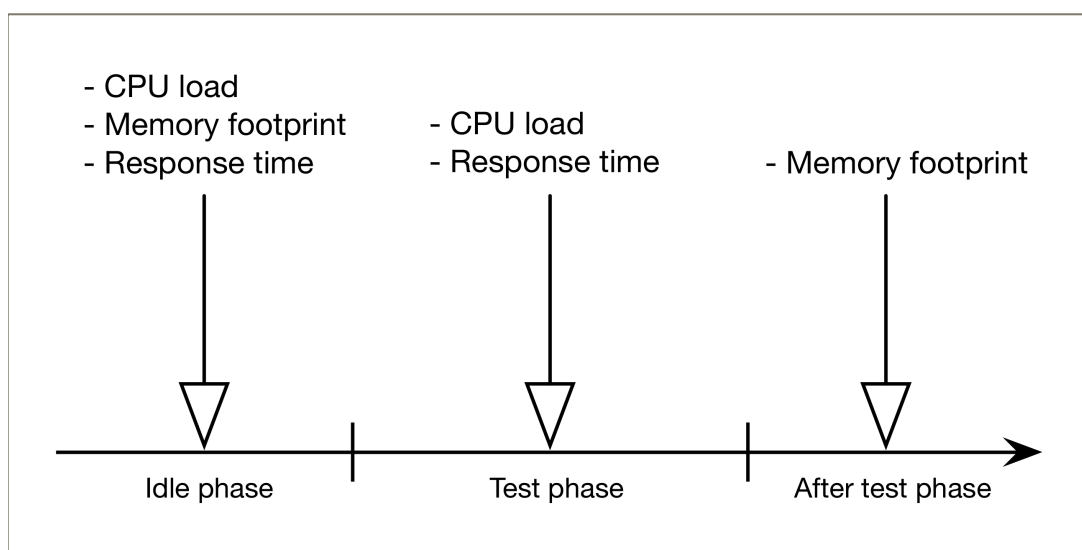 - CPU load
- Memory footprint
- Response time
- CPU load
- Response time
- Memory footprint
Idle phase
Test phase
After test phase